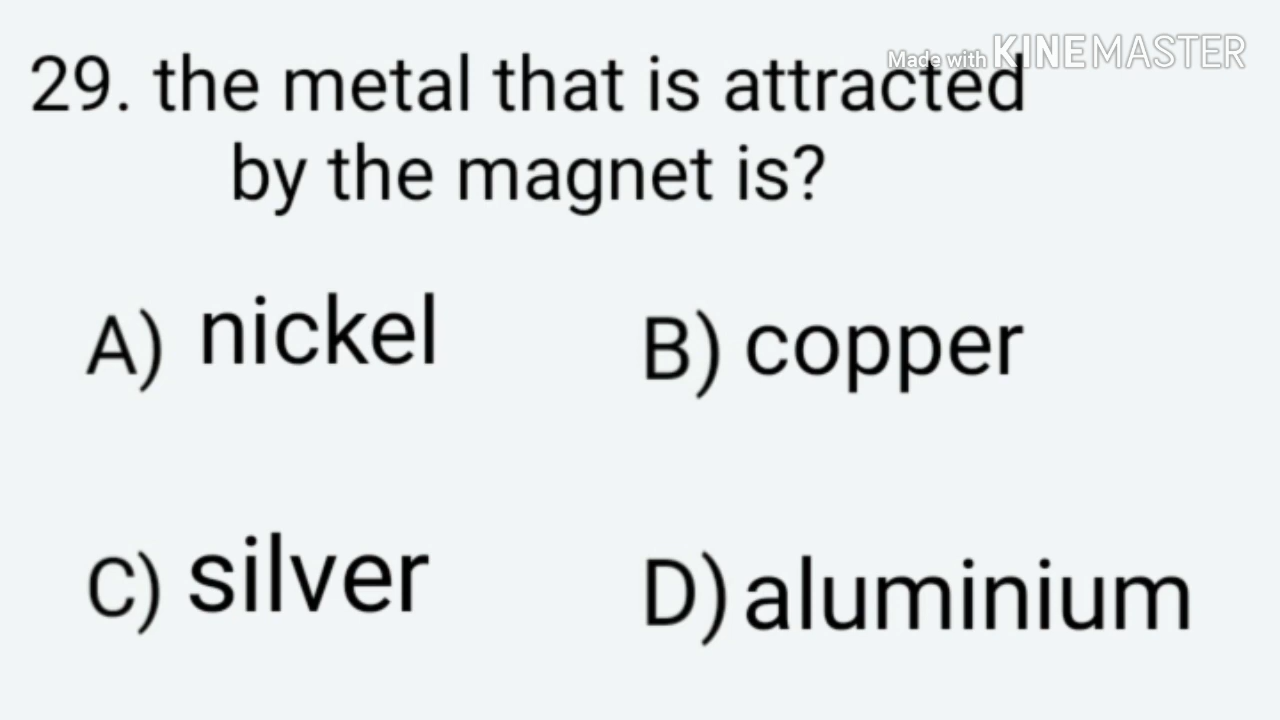 Made with KINEMASTER
29. the metal that is attracted
by the magnet is?
A) nickel
B) copper
C) silver
D) aluminium